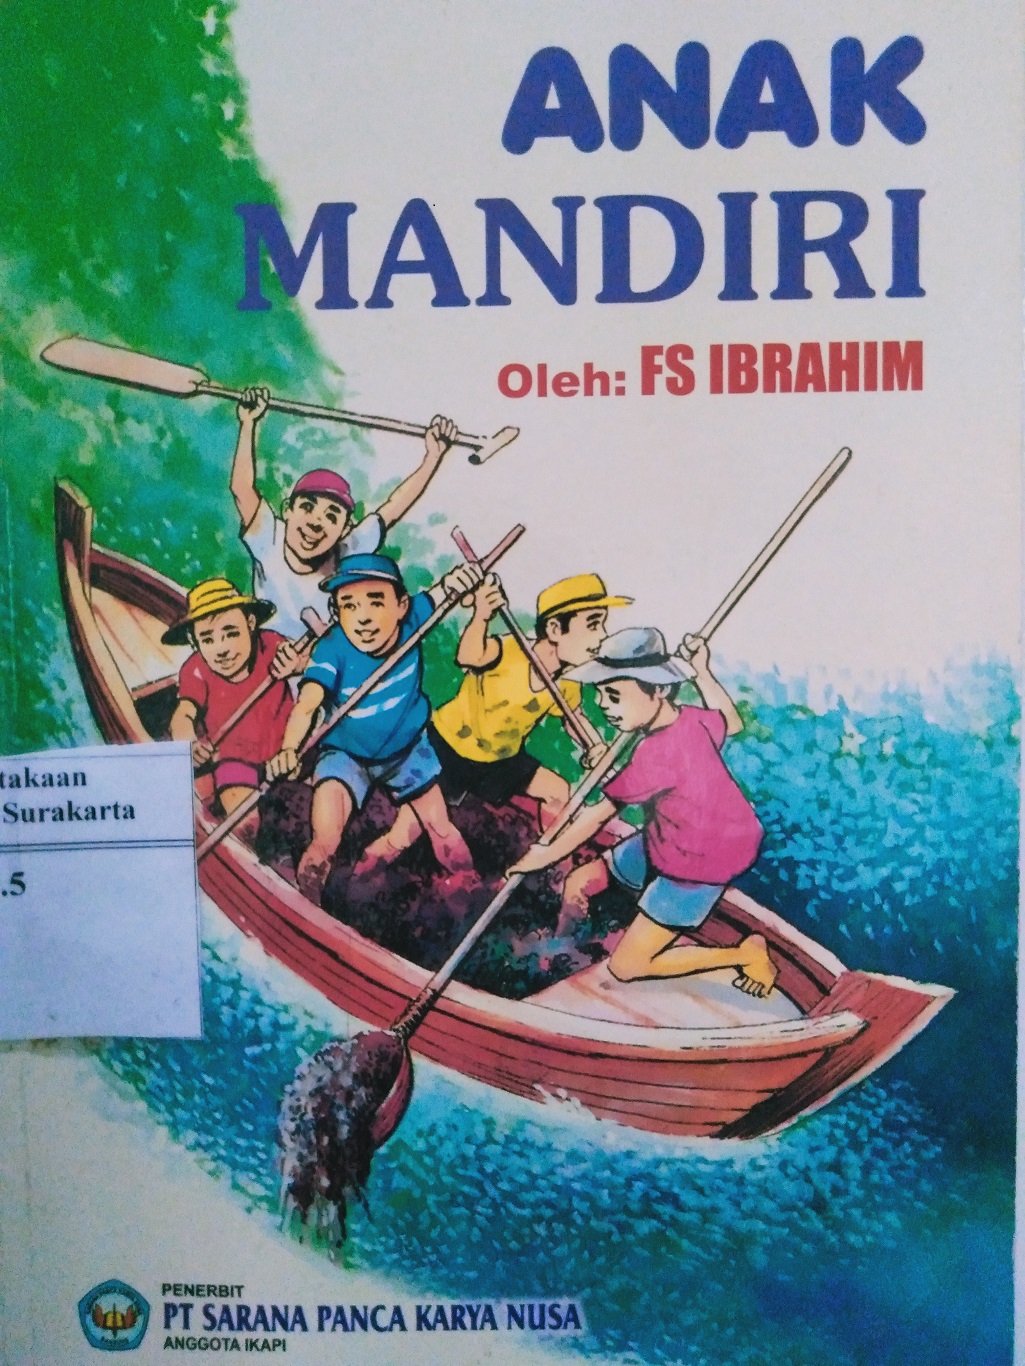 ANAK
MANDIRI
Oleh: FS IBRAHIM
takaan
Surakarta
.5
PENERBIT
PT SARANA PANCA KARYA NUSA
ANGGOTA IKAPI